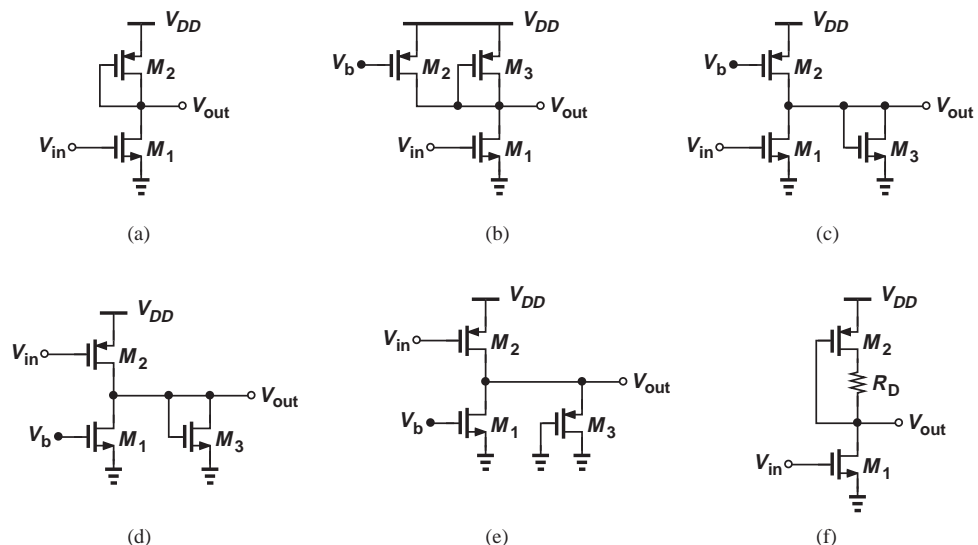 V_DD
M_2
V_out
V_in
M_1
(a)
V_DD
V_b
M_2
M_3
V_out
V_in
M_1
(b)
V_DD
V_b
M_2
V_out
V_in
M_1
M_3
(c)
V_DD
V_in
M_2
V_out
V_b
M_1
M_3
(d)
V_DD
V_in
M_2
V_out
V_b
M_1
M_3
(e)
V_DD
M_2
R_D
V_out
V_in
M_1
(f)